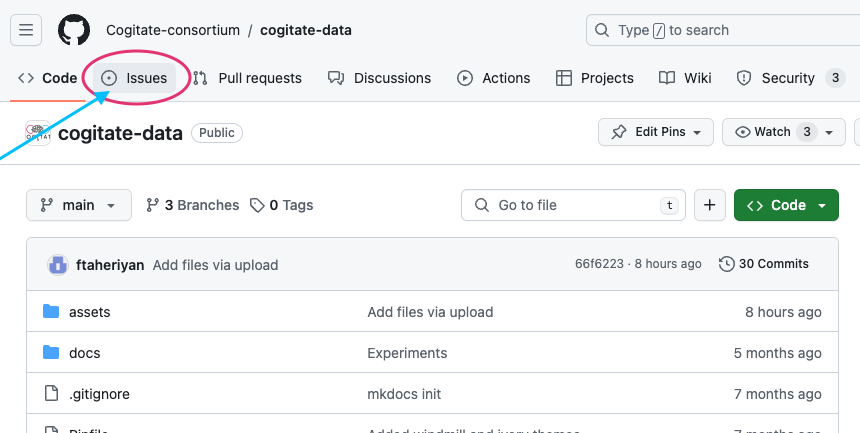 Cogitate-consortium / cogitate-data
Type / to search
Code Issues Pull requests Discussions Actions Projects Wiki Security 3
cogitate-data Public
Edit Pins Watch 3
main 3 Branches 0 Tags Go to file t + Code
ftaheriyan Add files via upload 66f6223 · 8 hours ago 30 Commits
assets Add files via upload 8 hours ago
docs Experiments 5 months ago
.gitignore mkdocs init 7 months ago